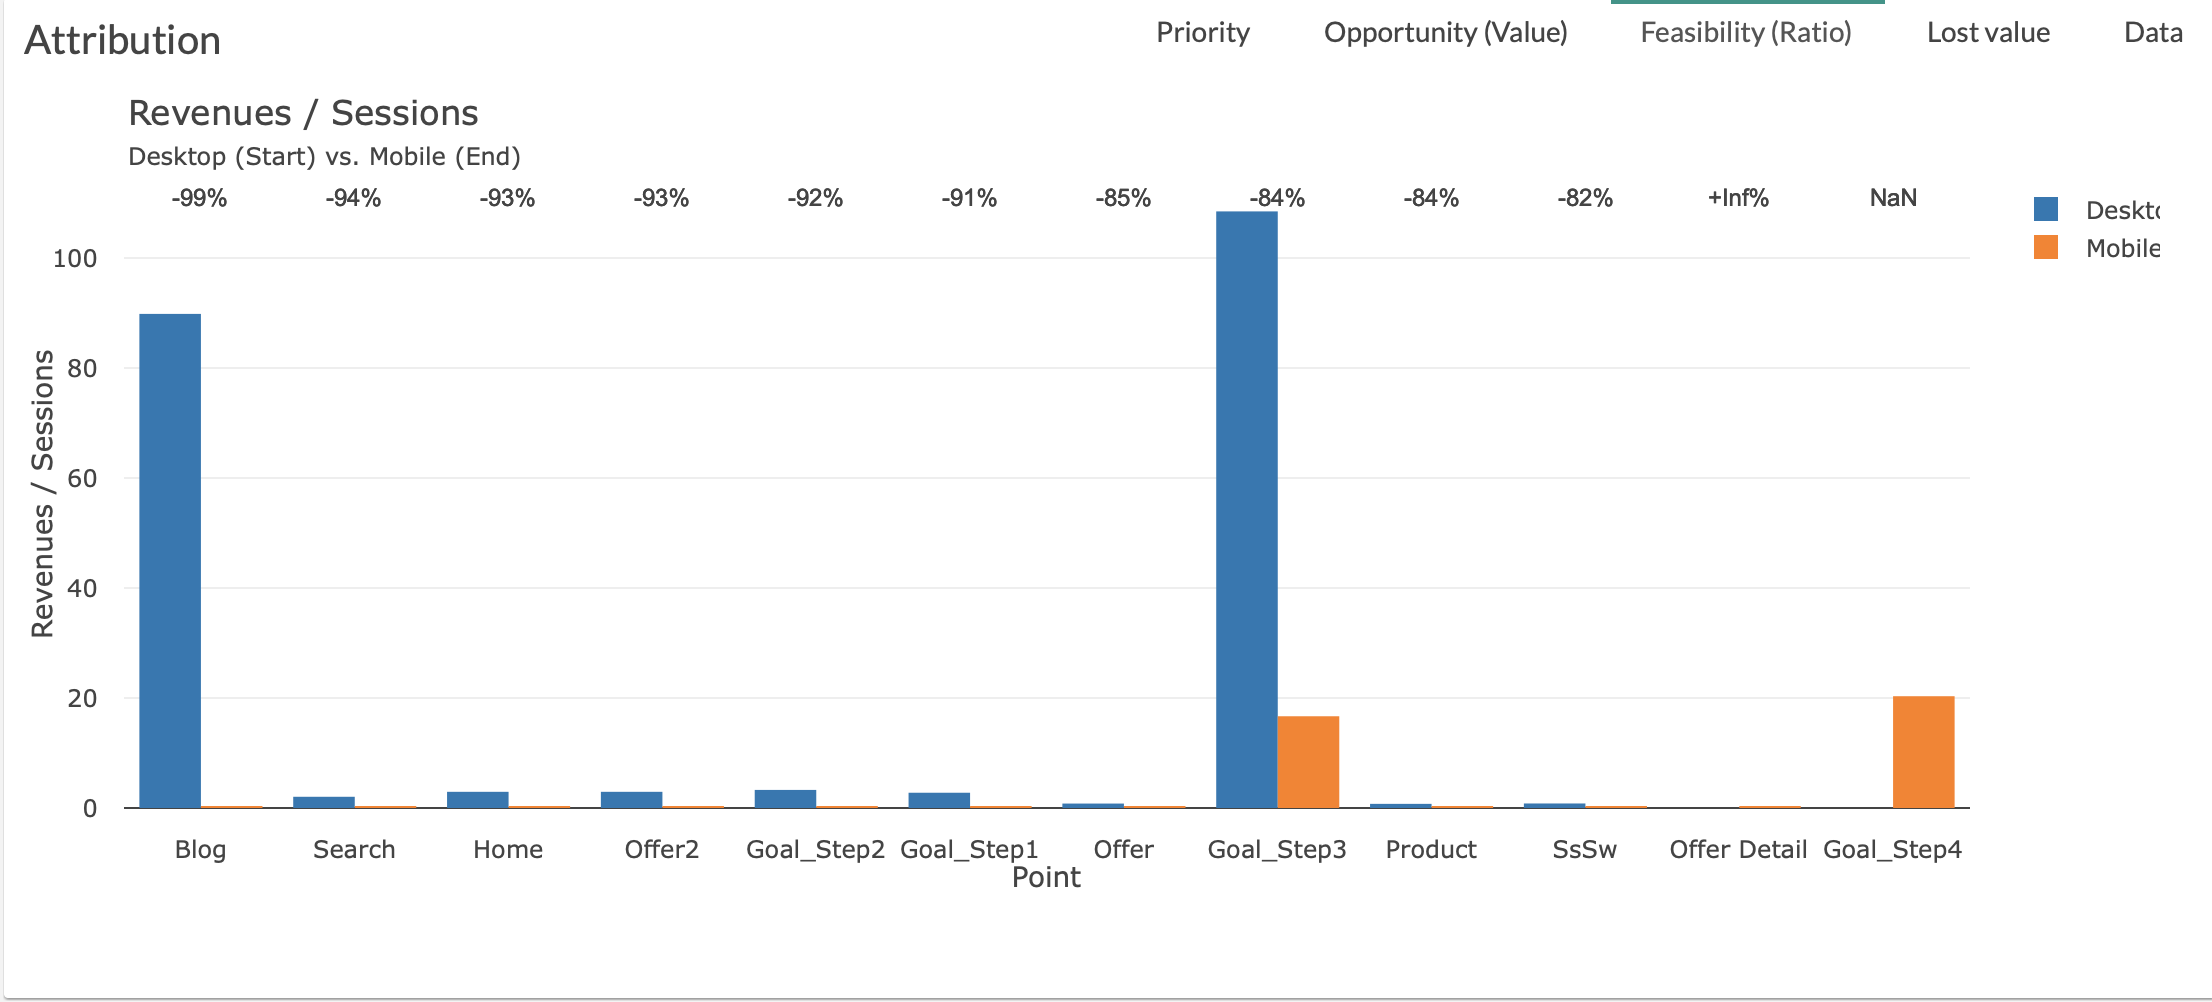 Attribution
Priority Opportunity (Value) Feasibility (Ratio) Lost value Data
Revenues / Sessions
Desktop (Start) vs. Mobile (End)
-99% -94% -93% -93% -92% -91% -85% -84% -84% -82% +Inf% NaN
Deskto
Mobile
Revenues / Sessions
100
80
60
40
20
0
Blog Search Home Offer2 Goal_Step2 Goal_Step1 Offer Goal_Step3 Product SsSw Offer Detail Goal_Step4
Point